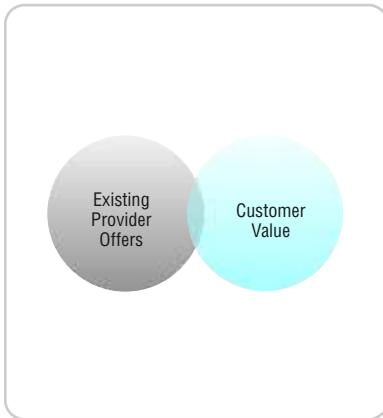 Existing
Provider
Offers
Customer
Value